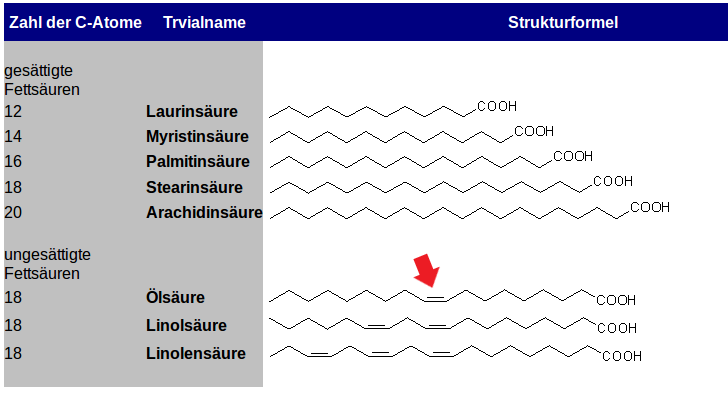 Zahl der C-Atome Trvialname Strukturformel
gesättigte
Fettsäuren
12 Laurinsäure COOH
14 Myristinsäure COOH
16 Palmitinsäure COOH
18 Stearinsäure COOH
20 Arachidinsäure COOH
ungesättigte
Fettsäuren
18 Ölsäure COOH
18 Linolsäure COOH
18 Linolensäure COOH